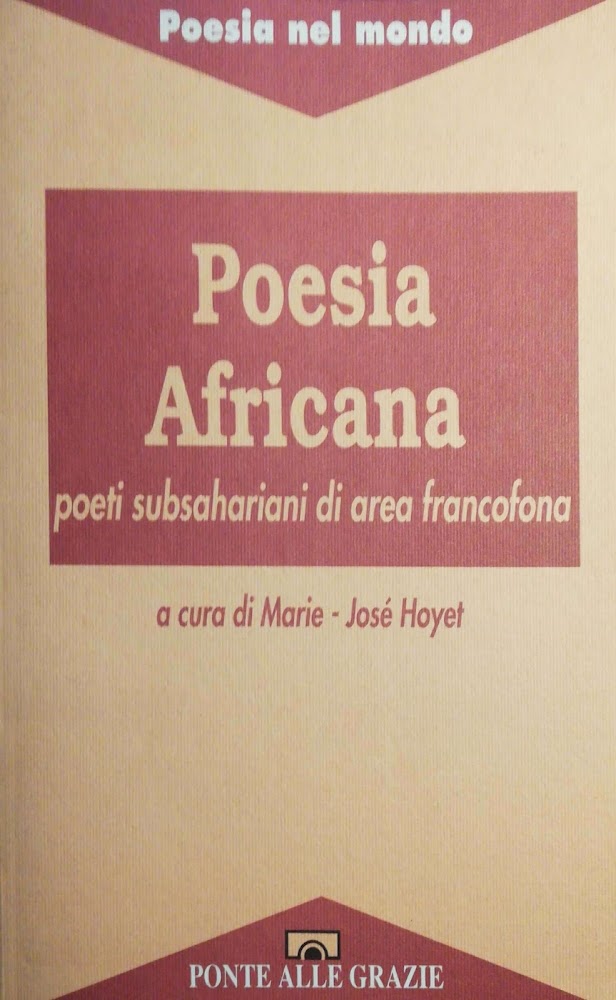 Poesia nel mondo
Poesia
Africana
poeti subsahariani di area francofona
a cura di Marie - José Hoyet
PONTE ALLE GRAZIE